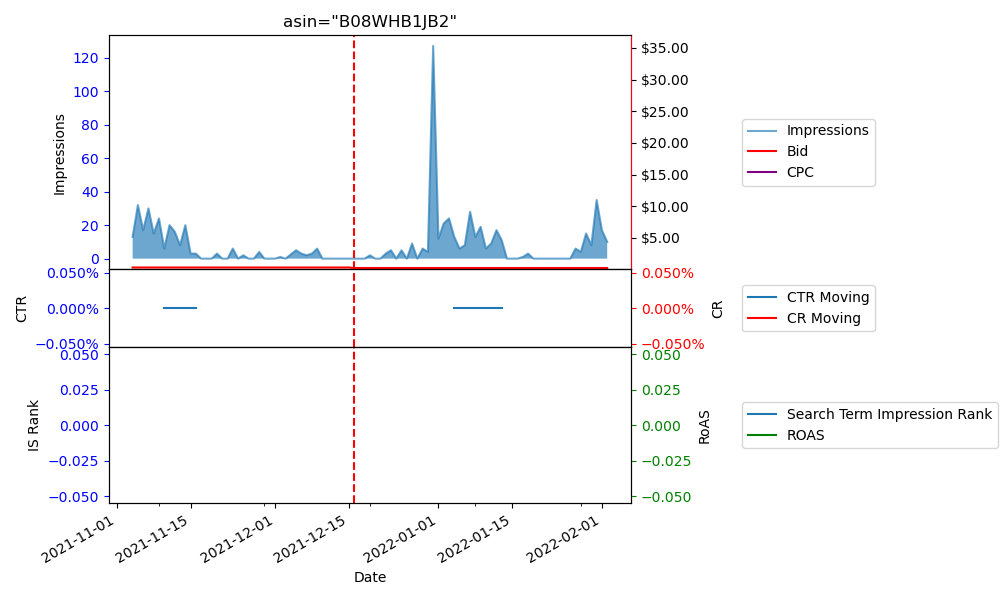 asin="B08WHB1JB2"
120
100
80
60
40
20
0
Impressions
$35.00
$30.00
$25.00
$20.00
$15.00
$10.00
$5.00
Impressions
Bid
CPC
0.050%
0.000%
−0.050%
CTR
0.050%
0.000%
−0.050%
CR
CTR Moving
CR Moving
0.050
0.025
0.000
−0.025
−0.050
IS Rank
0.050
0.025
0.000
−0.025
−0.050
RoAS
Search Term Impression Rank
ROAS
2021-11-01
2021-11-15
2021-12-01
2021-12-15
2022-01-01
2022-01-15
2022-02-01
Date